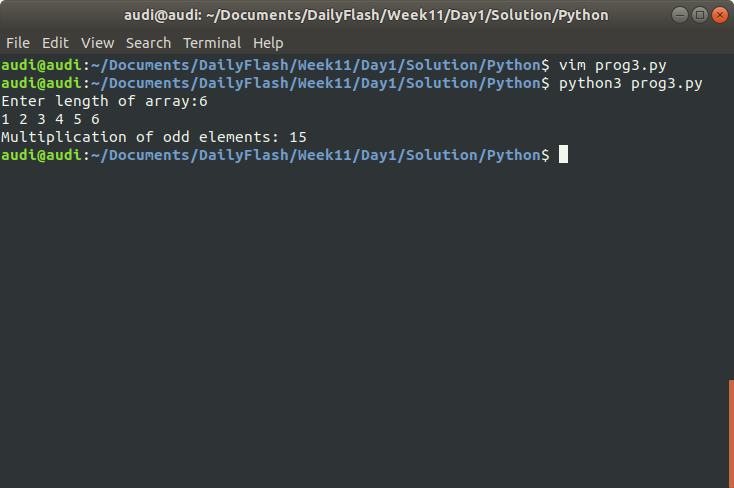 audi@audi: ~/Documents/DailyFlash/Week11/Day1/Solution/Python
File Edit View Search Terminal Help
audi@audi:~/Documents/DailyFlash/Week11/Day1/Solution/Python$ vim prog3.py
audi@audi:~/Documents/DailyFlash/Week11/Day1/Solution/Python$ python3 prog3.py
Enter length of array:6
1 2 3 4 5 6
Multiplication of odd elements: 15
audi@audi:~/Documents/DailyFlash/Week11/Day1/Solution/Python$